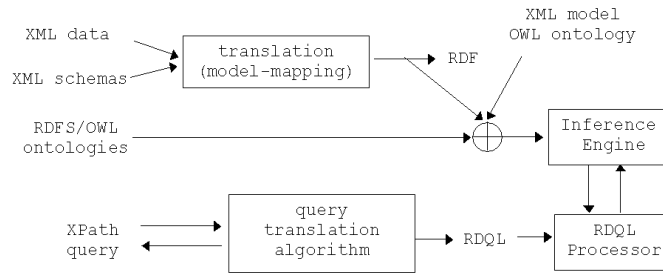 XML data
XML schemas
translation
(model-mapping)
RDF
XML model
OWL ontology
RDFS/OWL
ontologies
Inference
Engine
XPath
query
query
translation
algorithm
RDQL
RDQL
Processor